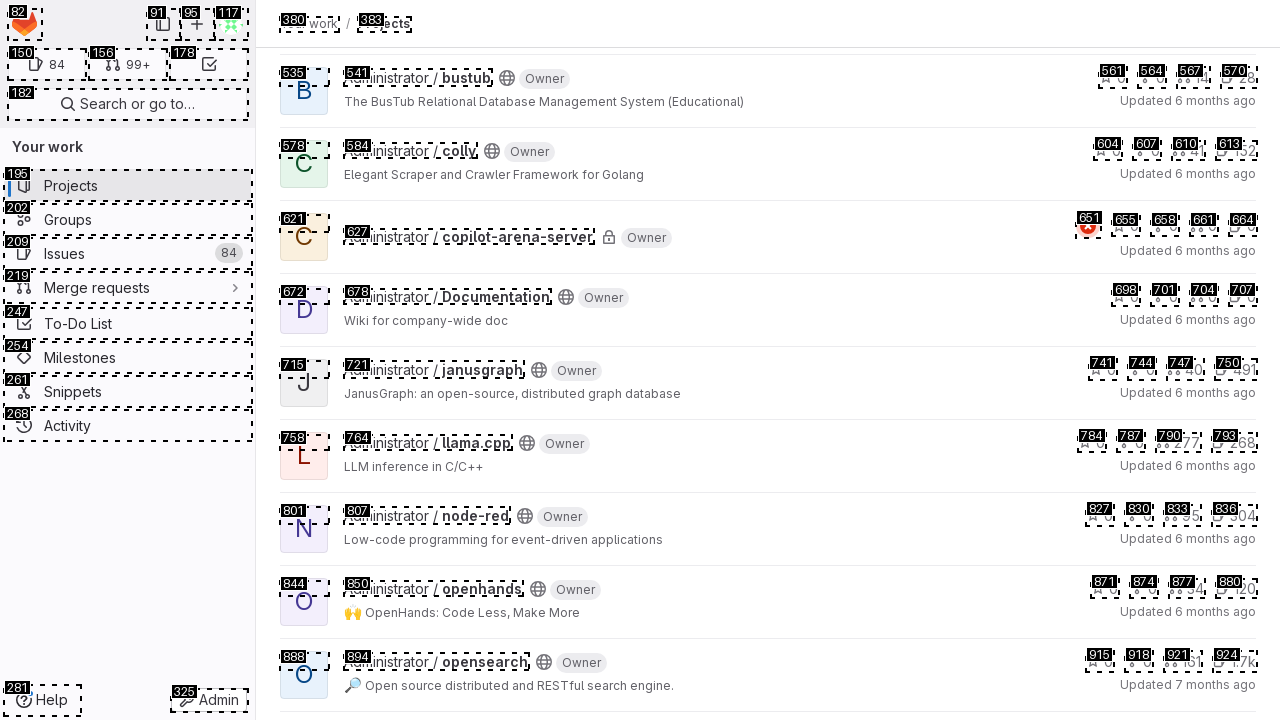 82
91
95
117
150
84
156
99+
178
182
Search or go to…
Your work
195
Projects
202
Groups
209
Issues
84
219
Merge requests
247
To-Do List
254
Milestones
261
Snippets
268
Activity
281
Help
325
Admin
380
work
/
383
Projects
535
B
541
Administrator / bustub
Owner
561
564
567
570
28
The BusTub Relational Database Management System (Educational)
Updated 6 months ago
578
C
584
Administrator / colly
Owner
604
607
610
613
Elegant Scraper and Crawler Framework for Golang
Updated 6 months ago
621
C
627
Administrator / copilot-arena-server
Owner
651
655
658
661
664
Updated 6 months ago
672
D
678
Administrator / Documentation
Owner
698
701
704
707
Wiki for company-wide doc
Updated 6 months ago
715
J
721
Administrator / janusgraph
Owner
741
744
747
40
750
491
JanusGraph: an open-source, distributed graph database
Updated 6 months ago
758
L
764
Administrator / llama.cpp
Owner
784
787
790
277
793
268
LLM inference in C/C++
Updated 6 months ago
801
N
807
Administrator / node-red
Owner
827
830
833
95
836
304
Low-code programming for event-driven applications
Updated 6 months ago
844
O
850
Administrator / openhands
Owner
871
874
877
34
880
120
🙌 OpenHands: Code Less, Make More
Updated 6 months ago
888
O
894
Administrator / opensearch
Owner
915
918
921
161
924
1.7k
🔎 Open source distributed and RESTful search engine.
Updated 7 months ago